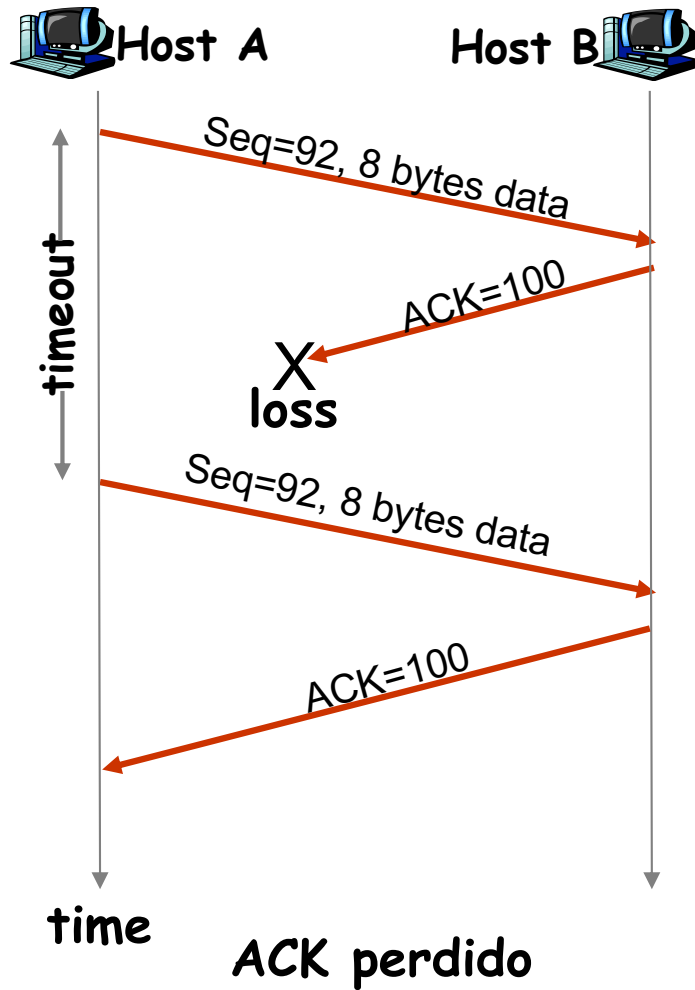 Host A
Host B
Seq=92, 8 bytes data
timeout
ACK=100
X
loss
Seq=92, 8 bytes data
ACK=100
time
ACK perdido